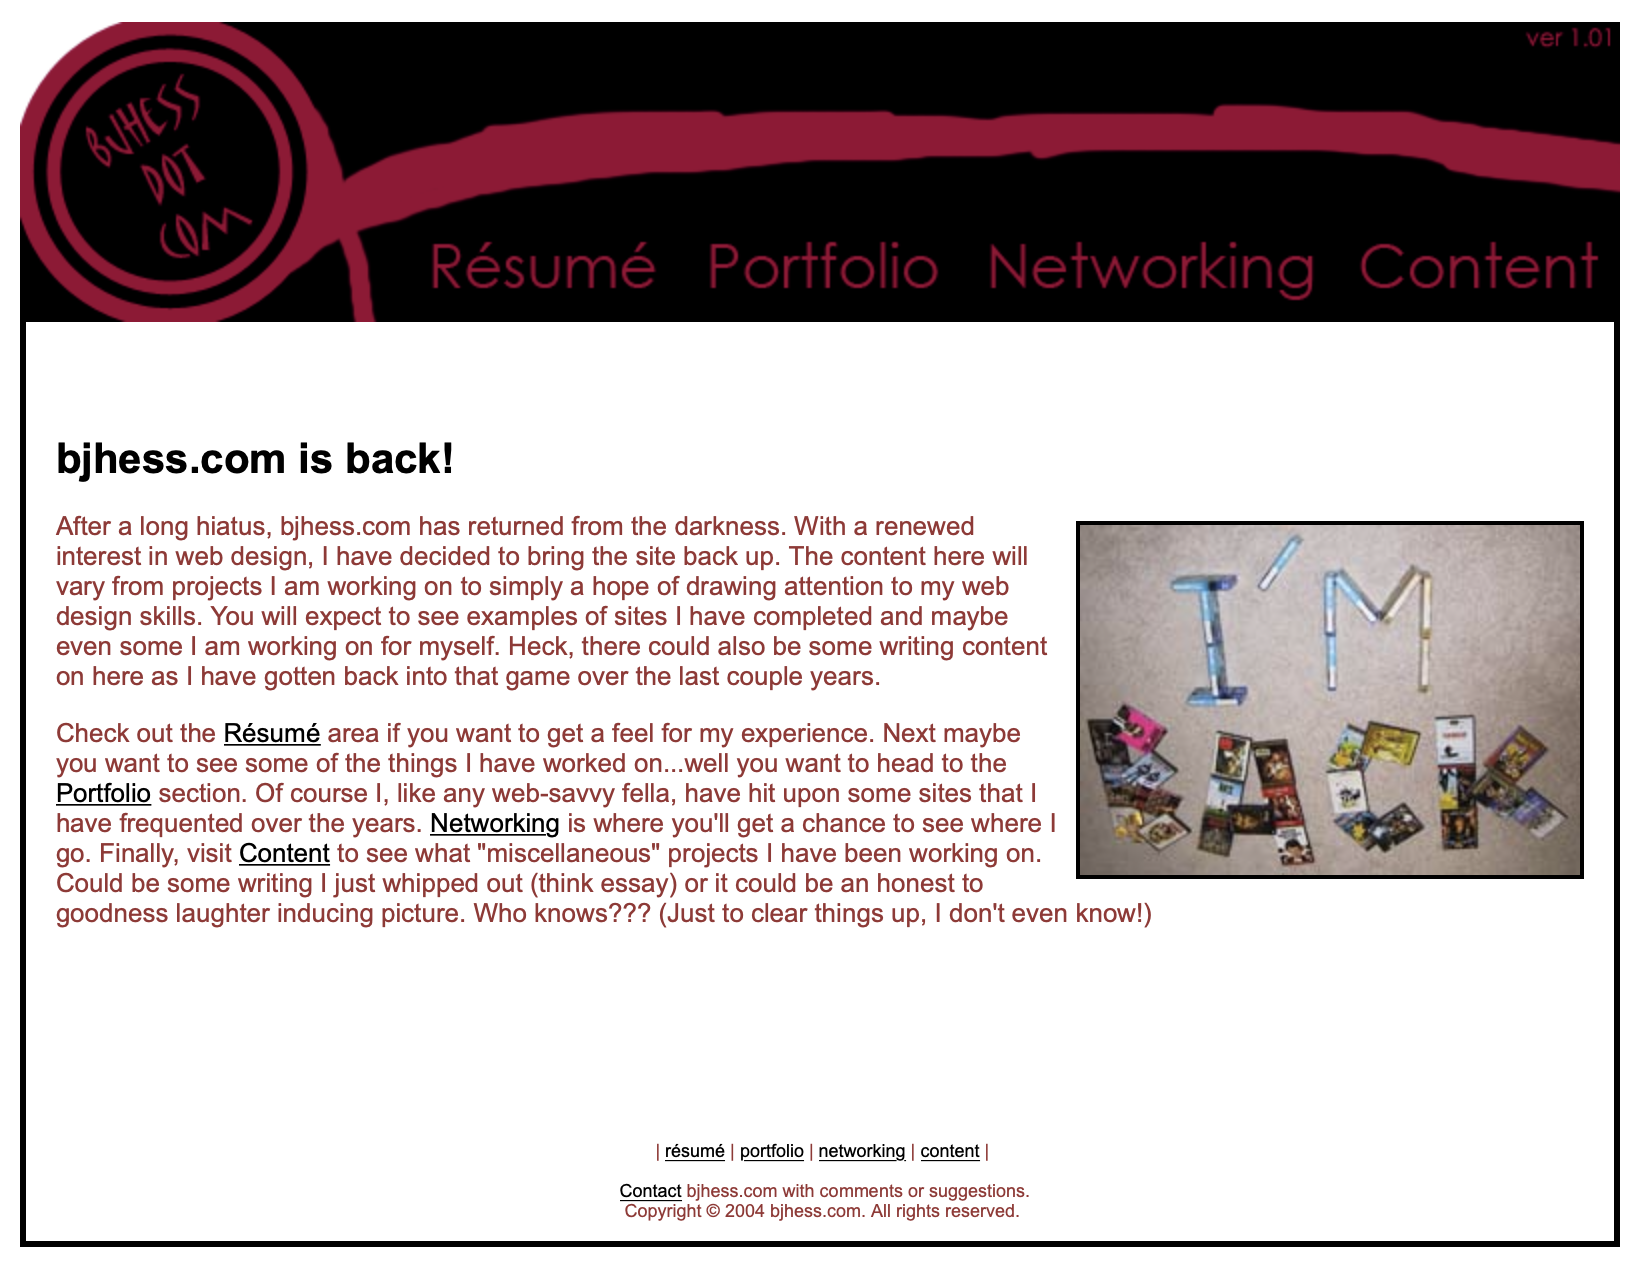 BJHESS
DOT
COM
ver 1.01
Résumé Portfolio Networking Content
bjhess.com is back!
After a long hiatus, bjhess.com has returned from the darkness. With a renewed
interest in web design, I have decided to bring the site back up. The content here will
vary from projects I am working on to simply a hope of drawing attention to my web
design skills. You will expect to see examples of sites I have completed and maybe
even some I am working on for myself. Heck, there could also be some writing content
on here as I have gotten back into that game over the last couple years.
I'M
BACK
Check out the Résumé area if you want to get a feel for my experience. Next maybe
you want to see some of the things I have worked on...well you want to head to the
Portfolio section. Of course I, like any web-savvy fella, have hit upon some sites that I
have frequented over the years. Networking is where you'll get a chance to see where I
go. Finally, visit Content to see what "miscellaneous" projects I have been working on.
Could be some writing I just whipped out (think essay) or it could be an honest to
goodness laughter inducing picture. Who knows??? (Just to clear things up, I don't even know!)
| résumé | portfolio | networking | content |
Contact bjhess.com with comments or suggestions.
Copyright © 2004 bjhess.com. All rights reserved.